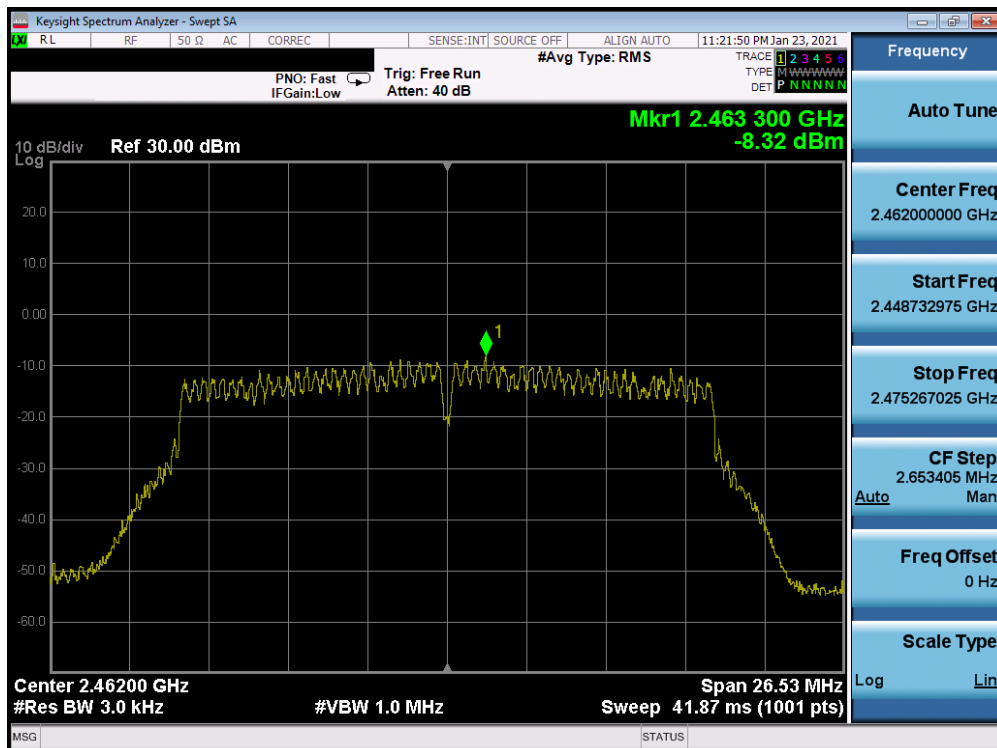 Keysight Spectrum Analyzer - Swept SA
LXI RL RF 50 Ω AC CORREC SENSE:INT SOURCE OFF ALIGN AUTO 11:21:50 PM Jan 23, 2021
PNO: Fast
IFGain:Low
Trig: Free Run
Atten: 40 dB
#Avg Type: RMS
TRACE 1 2 3 4 5 6
TYPE M WWWWW
DET P N N N N N
Mkr1 2.463 300 GHz
-8.32 dBm
10 dB/div Ref 30.00 dBm
Log
20.0
10.0
0.00
-10.0
-20.0
-30.0
-40.0
-50.0
-60.0
1
Center 2.46200 GHz Span 26.53 MHz
#Res BW 3.0 kHz #VBW 1.0 MHz Sweep 41.87 ms (1001 pts)
MSG STATUS
Frequency
Auto Tune
Center Freq
2.462000000 GHz
Start Freq
2.448732975 GHz
Stop Freq
2.475267025 GHz
CF Step
2.653405 MHz
Auto Man
Freq Offset
0 Hz
Scale Type
Log Lin